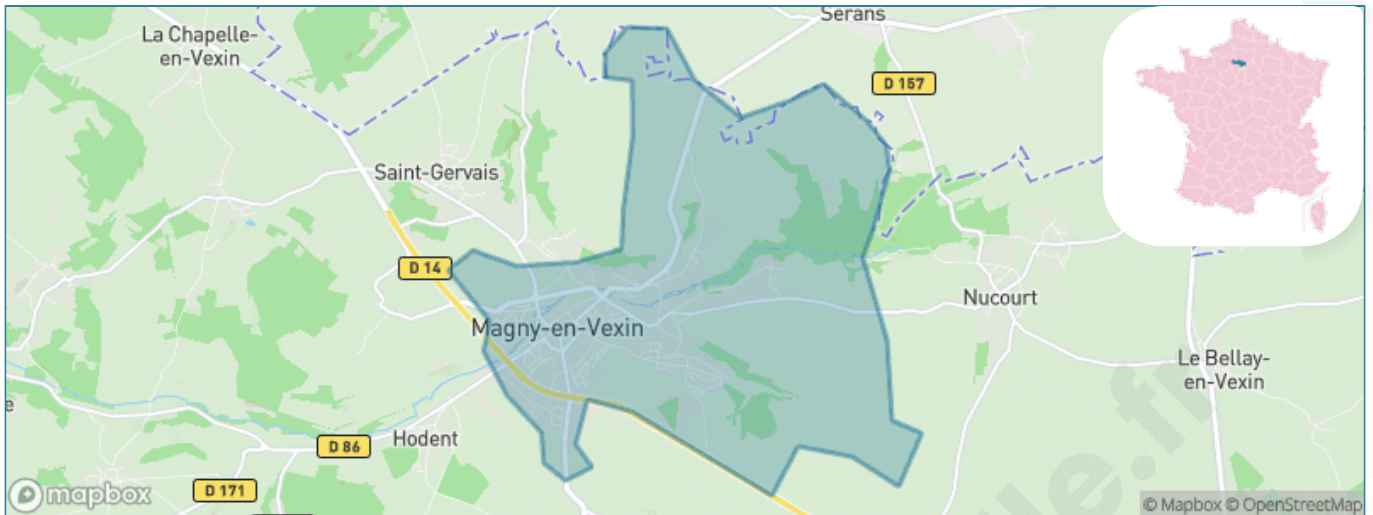 Serans
La Chapelle-
en-Vexin
D 157
Saint-Gervais
D 14
Nucourt
Magny-en-Vexin
Le Bellay-
en-Vexin
Hodent
D 86
D 171
mapbox
© Mapbox © OpenStreetMap